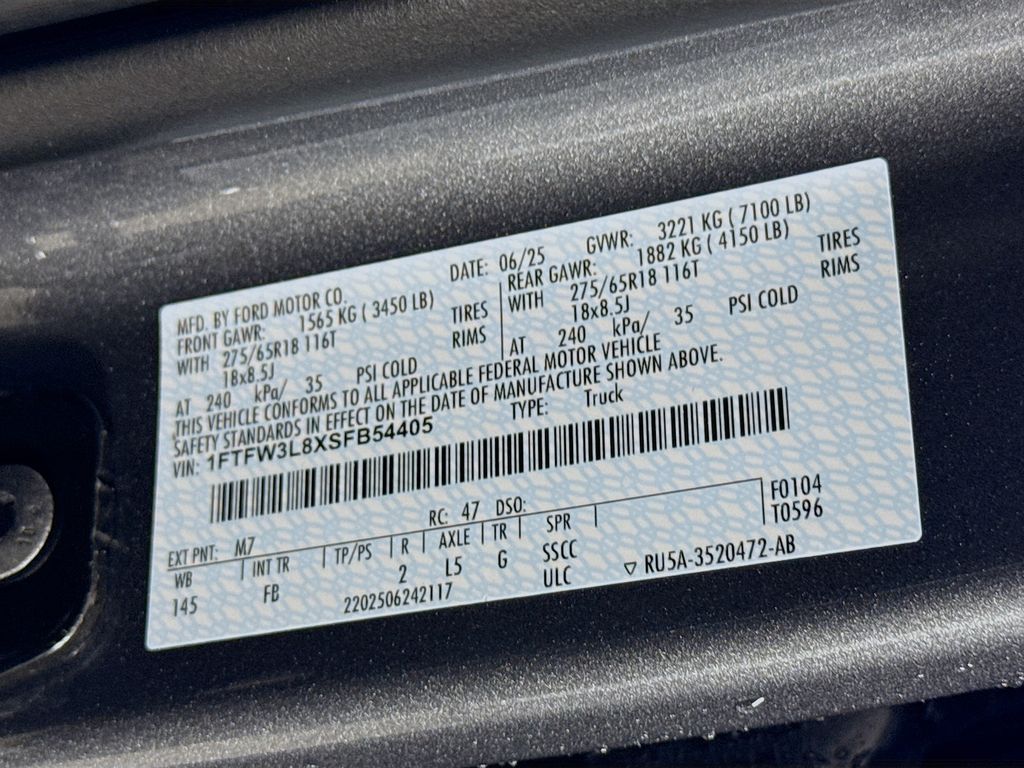 MFD. BY FORD MOTOR CO. DATE: 06/25 GVWR: 3221 KG ( 7100 LB)
FRONT GAWR: 1565 KG ( 3450 LB) REAR GAWR: 1882 KG ( 4150 LB)
WITH 275/65R18 116T TIRES WITH 275/65R18 116T TIRES
18x8.5J RIMS 18x8.5J RIMS
AT 240 kPa/ 35 PSI COLD AT 240 kPa/ 35 PSI COLD
THIS VEHICLE CONFORMS TO ALL APPLICABLE FEDERAL MOTOR VEHICLE
SAFETY STANDARDS IN EFFECT ON THE DATE OF MANUFACTURE SHOWN ABOVE.
VIN: 1FTFW3L8XSFB54405 TYPE: Truck
EXT PNT: M7 RC: 47 DSO: F0104
WB INT TR TP/PS R AXLE TR SPR T0596
145 FB 2 L5 G SSCC
2202506242117 ULC ▽ RU5A-3520472-AB